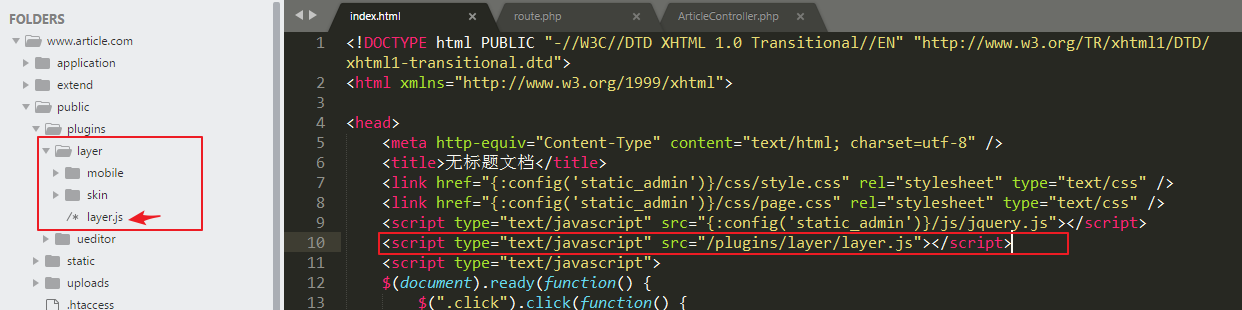 FOLDERS
www.article.com
application
extend
public
plugins
layer
mobile
skin
/* layer.js
ueditor
static
uploads
.htaccess
index.html
route.php
ArticleController.php
1 <!DOCTYPE html PUBLIC "-//W3C//DTD XHTML 1.0 Transitional//EN" "http://www.w3.org/TR/xhtml1/DTD/
xhtml1-transitional.dtd">
2 <html xmlns="http://www.w3.org/1999/xhtml">
3
4 <head>
5 <meta http-equiv="Content-Type" content="text/html; charset=utf-8" />
6 <title>无标题文档</title>
7 <link href="{:config('static_admin')}/css/style.css" rel="stylesheet" type="text/css" />
8 <link href="{:config('static_admin')}/css/page.css" rel="stylesheet" type="text/css" />
9 <script type="text/javascript" src="{:config('static_admin')}/js/jquery.js"></script>
10 <script type="text/javascript" src="/plugins/layer/layer.js"></script>
11 <script type="text/javascript">
12 $(document).ready(function() {
13 $(".click").click(function() {